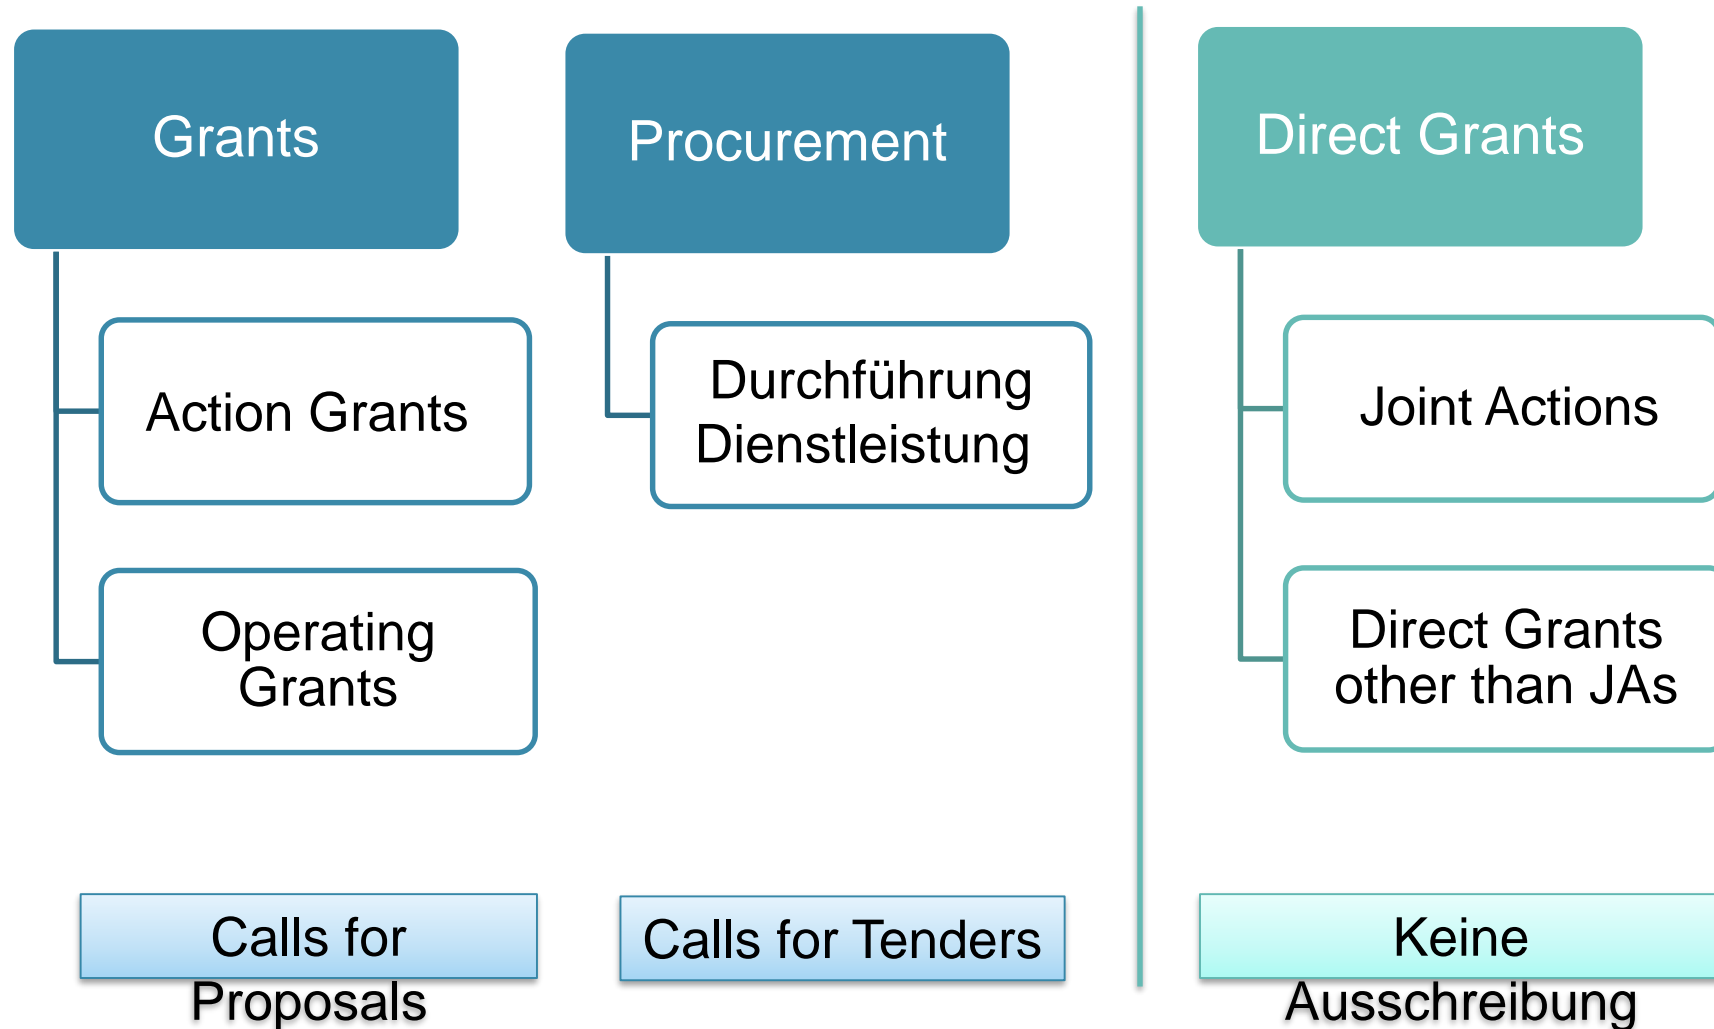 Grants
Action Grants
Operating
Grants
Calls for
Proposals
Procurement
Durchführung
Dienstleistung
Calls for Tenders
Direct Grants
Joint Actions
Direct Grants
other than JAs
Keine
Ausschreibung